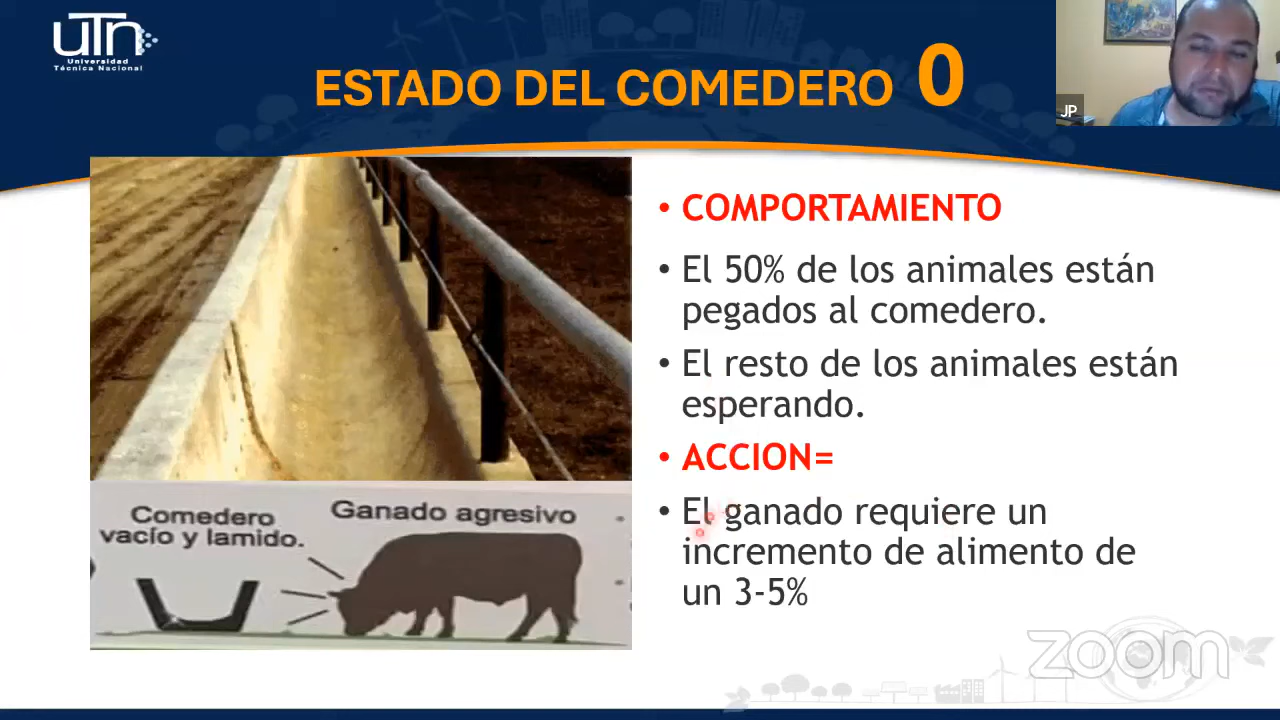 uTn
Universidad
Técnica Nacional
ESTADO DEL COMEDERO 0
JP
• COMPORTAMIENTO
• El 50% de los animales están
pegados al comedero.
• El resto de los animales están
esperando.
• ACCION=
• El ganado requiere un
incremento de alimento de
un 3-5%
Comedero
vacío y lamido.
Ganado agresivo
zoom